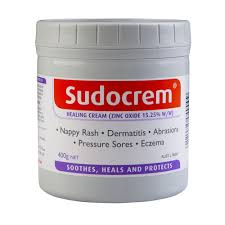 Sudocrem®
HEALING CREAM (ZINC OXIDE 15.25% W/W)
• Nappy Rash • Dermatitis • Abrasions
• Pressure Sores • Eczema
400g NET
SOOTHES, HEALS AND PROTECTS